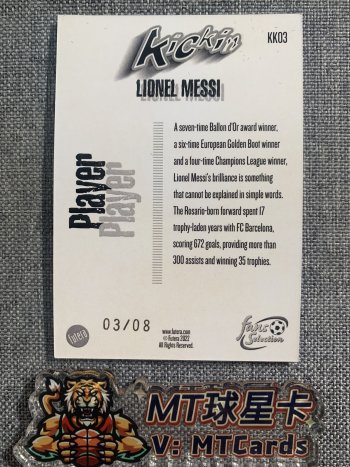 Kickin
KK03
LIONEL MESSI
Player
A seven-time Ballon d'Or award winner,
a six-time European Golden Boot winner
and a four-time Champions League winner,
Lionel Messi's brilliance is something
that cannot be explained in simple words.
The Rosario-born forward spent 17
trophy-laden years with FC Barcelona,
scoring 672 goals, providing more than
300 assists and winning 35 trophies.
03/08
futera
www.futera.com
© Futera 2022
All Rights Reserved.
fans
Selection
MT球星卡
V: MTCards